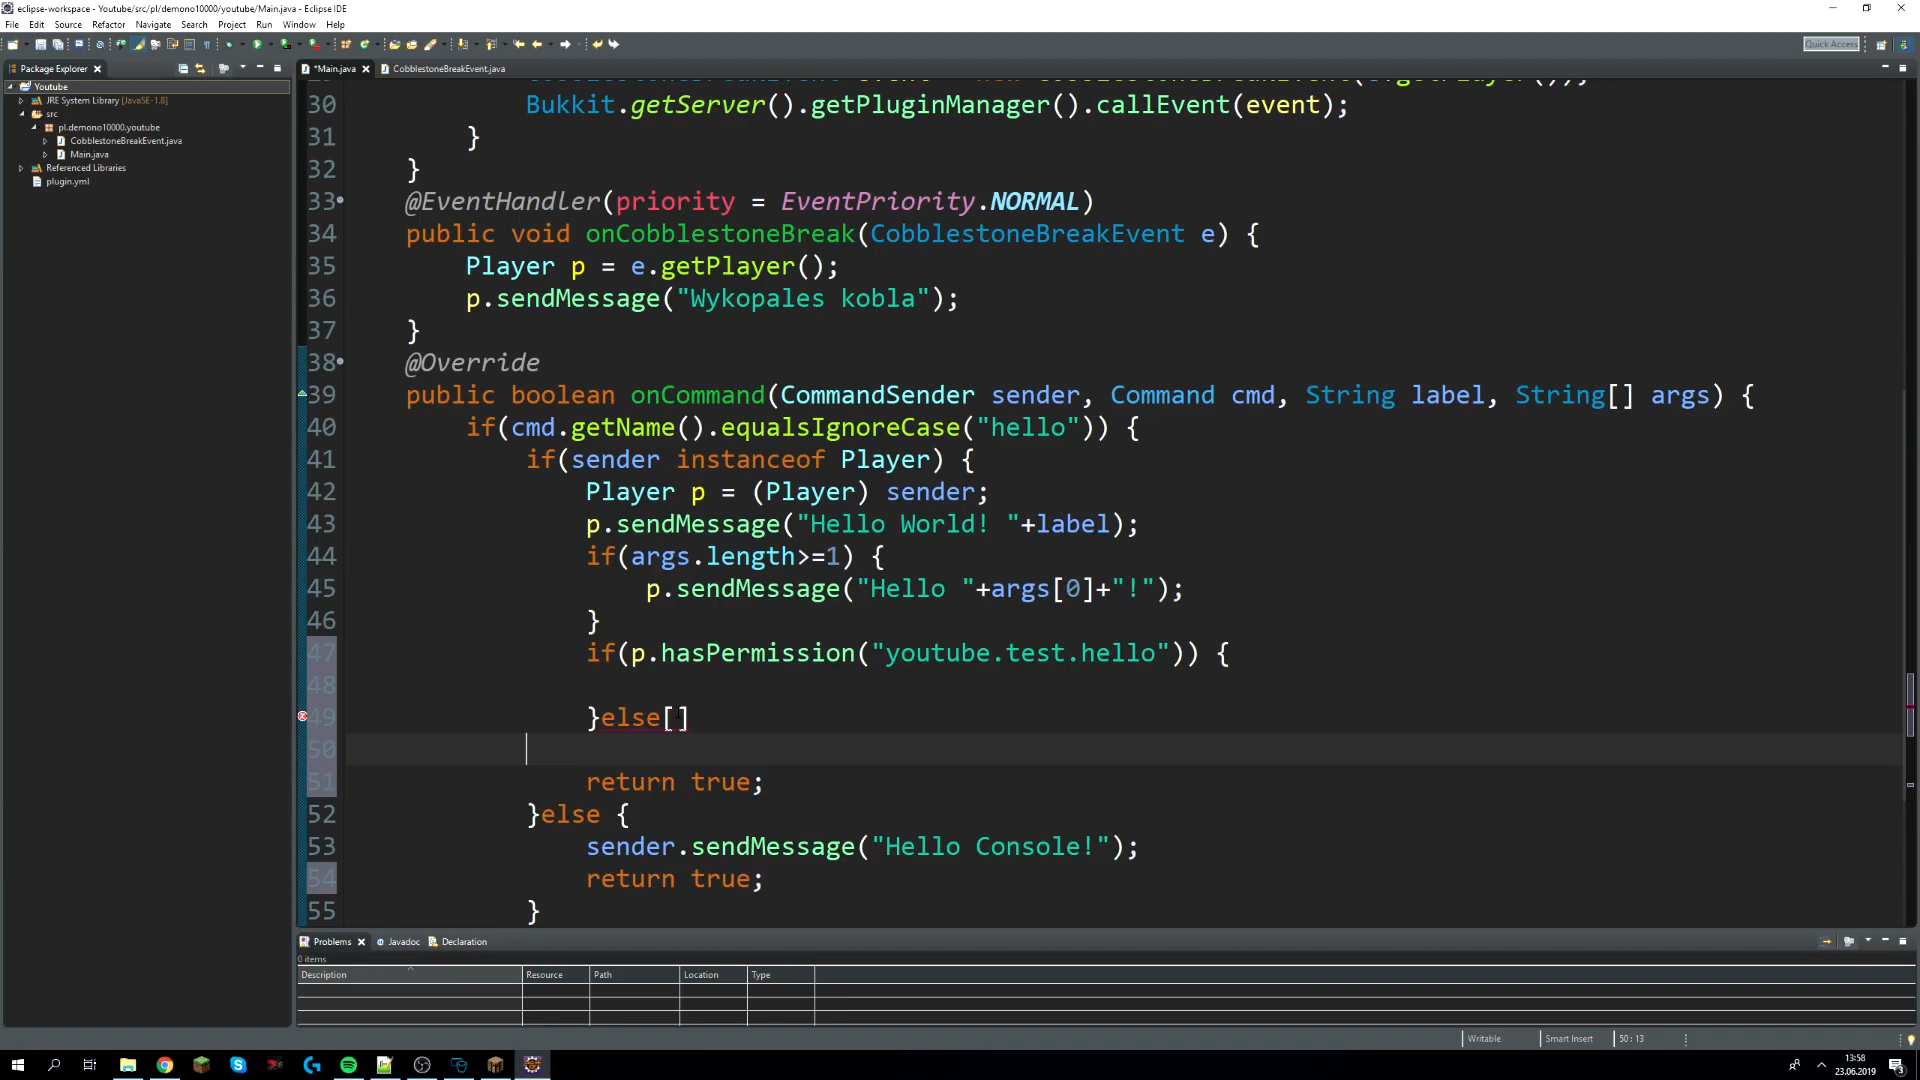 eclipse-workspace - Youtube/src/pl/demono10000/youtube/Main.java - Eclipse IDE
File Edit Source Refactor Navigate Search Project Run Window Help
Quick Access
Package Explorer
*Main.java CobblestoneBreakEvent.java
Youtube
JRE System Library [JavaSE-1.8]
src
pl.demono10000.youtube
CobblestoneBreakEvent.java
Main.java
Referenced Libraries
plugin.yml
30 Bukkit.getServer().getPluginManager().callEvent(event);
31 }
32 }
33 @EventHandler(priority = EventPriority.NORMAL)
34 public void onCobblestoneBreak(CobblestoneBreakEvent e) {
35 Player p = e.getPlayer();
36 p.sendMessage("Wykopales kobla");
37 }
38 @Override
39 public boolean onCommand(CommandSender sender, Command cmd, String label, String[] args) {
40 if(cmd.getName().equalsIgnoreCase("hello")) {
41 if(sender instanceof Player) {
42 Player p = (Player) sender;
43 p.sendMessage("Hello World! "+label);
44 if(args.length>=1) {
45 p.sendMessage("Hello "+args[0]+"!");
46 }
47 if(p.hasPermission("youtube.test.hello")) {
48
49 }else[]
50
51 return true;
52 }else {
53 sender.sendMessage("Hello Console!");
54 return true;
55 }
Problems Javadoc Declaration
0 items
Description Resource Path Location Type
Writable Smart Insert 50 : 13
13:58
23.06.2019
3